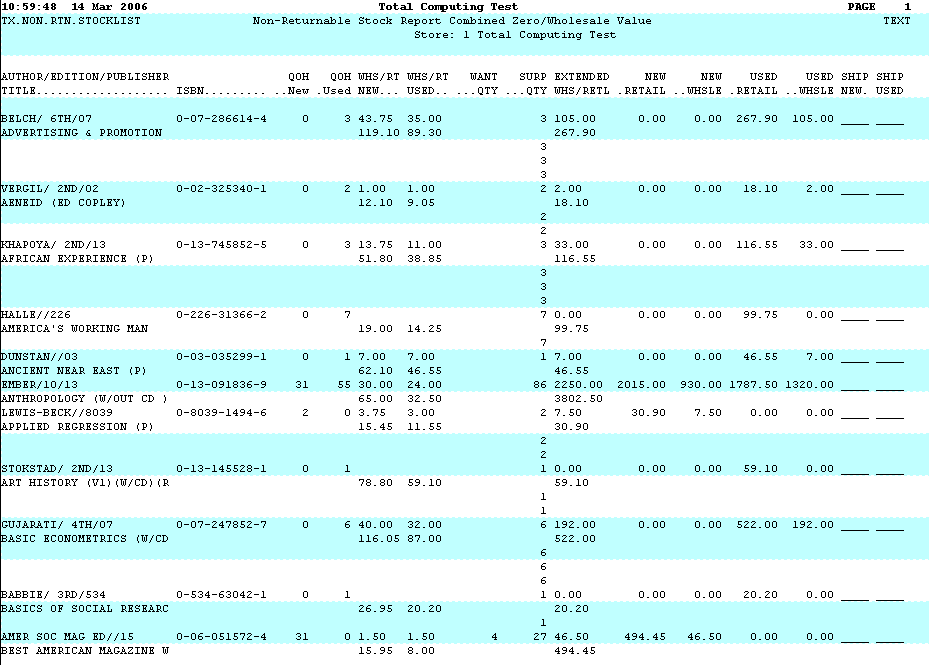 10:59:48 14 Mar 2006 Total Computing Test PAGE 1
TX.NON.RTN.STOCKLIST Non-Returnable Stock Report Combined Zero/Wholesale Value TEXT
Store: 1 Total Computing Test
AUTHOR/EDITION/PUBLISHER QOH QOH WHS/RT WHS/RT WANT SURP EXTENDED NEW NEW USED USED SHIP SHIP
TITLE................... ISBN......... ..New .Used NEW... USED.. ...QTY ...QTY WHS/RETL .RETAIL ..WHSLE .RETAIL ..WHSLE NEW. USED
BELCH/ 6TH/07 0-07-286614-4 0 3 43.75 35.00 3 105.00 0.00 0.00 267.90 105.00 ____ ____
ADVERTISING & PROMOTION 119.10 89.30 267.90
3
3
3
VERGIL/ 2ND/02 0-02-325340-1 0 2 1.00 1.00 2 2.00 0.00 0.00 18.10 2.00 ____ ____
AENEID (ED COPLEY) 12.10 9.05 18.10
2
2
KHAPOYA/ 2ND/13 0-13-745852-5 0 3 13.75 11.00 3 33.00 0.00 0.00 116.55 33.00 ____ ____
AFRICAN EXPERIENCE (P) 51.80 38.85 116.55
3
3
3
HALLE//226 0-226-31366-2 0 7 7 0.00 0.00 0.00 99.75 0.00 ____ ____
AMERICA'S WORKING MAN 19.00 14.25 99.75
7
DUNSTAN//03 0-03-035299-1 0 1 7.00 7.00 1 7.00 0.00 0.00 46.55 7.00 ____ ____
ANCIENT NEAR EAST (P) 62.10 46.55 46.55
EMBER/10/13 0-13-091836-9 31 55 30.00 24.00 86 2250.00 2015.00 930.00 1787.50 1320.00 ____ ____
ANTHROPOLOGY (W/OUT CD ) 65.00 32.50 3802.50
LEWIS-BECK//8039 0-8039-1494-6 2 0 3.75 3.00 2 7.50 30.90 7.50 0.00 0.00 ____ ____
APPLIED REGRESSION (P) 15.45 11.55 30.90
2
2
STOKSTAD/ 2ND/13 0-13-145528-1 0 1 1 0.00 0.00 0.00 59.10 0.00 ____ ____
ART HISTORY (V1)(W/CD)(R 78.80 59.10 59.10
1
1
GUJARATI/ 4TH/07 0-07-247852-7 0 6 40.00 32.00 6 192.00 0.00 0.00 522.00 192.00 ____ ____
BASIC ECONOMETRICS (W/CD 116.05 87.00 522.00
6
6
6
BABBIE/ 3RD/534 0-534-63042-1 0 1 1 0.00 0.00 0.00 20.20 0.00 ____ ____
BASICS OF SOCIAL RESEARC 26.95 20.20 20.20
1
AMER SOC MAG ED//15 0-06-051572-4 31 0 1.50 1.50 4 27 46.50 494.45 46.50 0.00 0.00 ____ ____
BEST AMERICAN MAGAZINE W 15.95 8.00 494.45